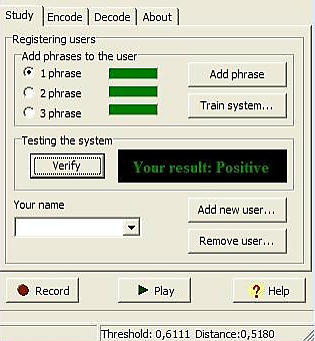 Study Encode Decode About
Registering users
Add phrases to the user
1 phrase
Add phrase
2 phrase
Train system...
3 phrase
Testing the system
Verify
Your result: Positive
Your name
Add new user...
Remove user...
Record Play ? Help
Threshold: 0,6111 Distance:0,5180